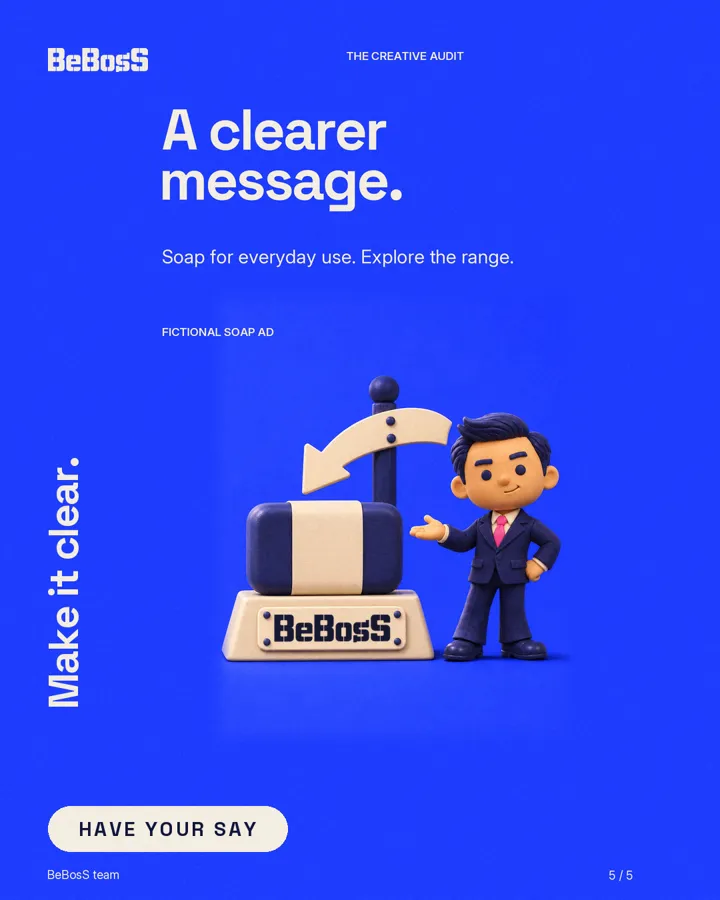 BeBosS
THE CREATIVE AUDIT
A clearer
message.
Soap for everyday use. Explore the range.
FICTIONAL SOAP AD
Make it clear.
BeBosS
HAVE YOUR SAY
BeBosS team
5 / 5